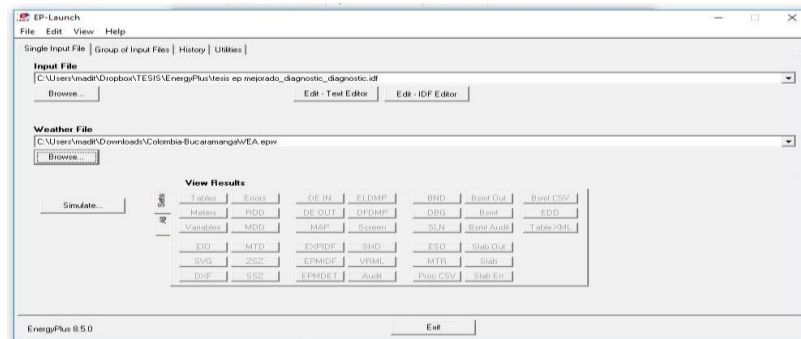 EP-Launch
File Edit View Help
Single Input File | Group of Input Files | History | Utilities |
Input File
C:\Users\madit\Dropbox\TESIS\EnergyPlus\tesis ep mejorado_diagnostic_diagnostic.idf
Browse... Edit - Text Editor Edit - IDF Editor
Weather File
C:\Users\madit\Downloads\Colombia-BucaramangaWEA.epw
Browse...
View Results
Simulate...
Sets
All
Tables Errors DE IN ELDMP BND Bsmt Out Bsmt CSV
Meters RDD DE OUT DFDMP DBG Bsmt EDD
Variables MDD MAP Screen SLN Bsmt Audit Table XML
EIO MTD EXPIDF SHD ESO Slab Out
SVG ZSZ EPMIDF VRML MTR Slab
DXF SSZ EPMDET Audit Proc CSV Slab Err
EnergyPlus 8.5.0 Exit